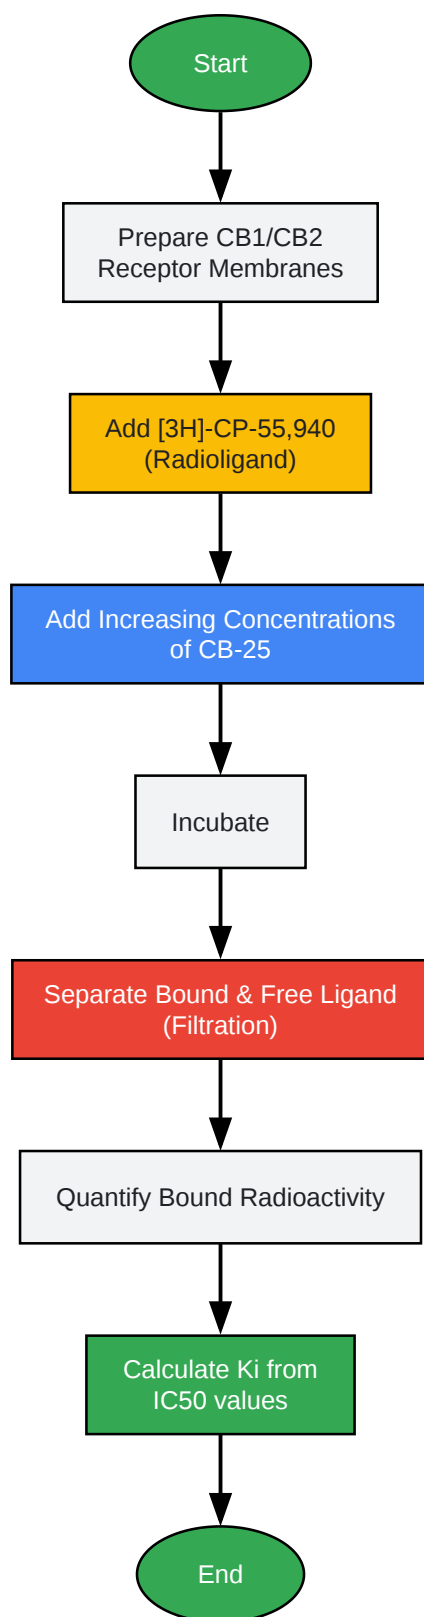 Start
Prepare CB1/CB2
Receptor Membranes
Add [3H]-CP-55,940
(Radioligand)
Add Increasing Concentrations
of CB-25
Incubate
Separate Bound & Free Ligand
(Filtration)
Quantify Bound Radioactivity
Calculate Ki from
IC50 values
End